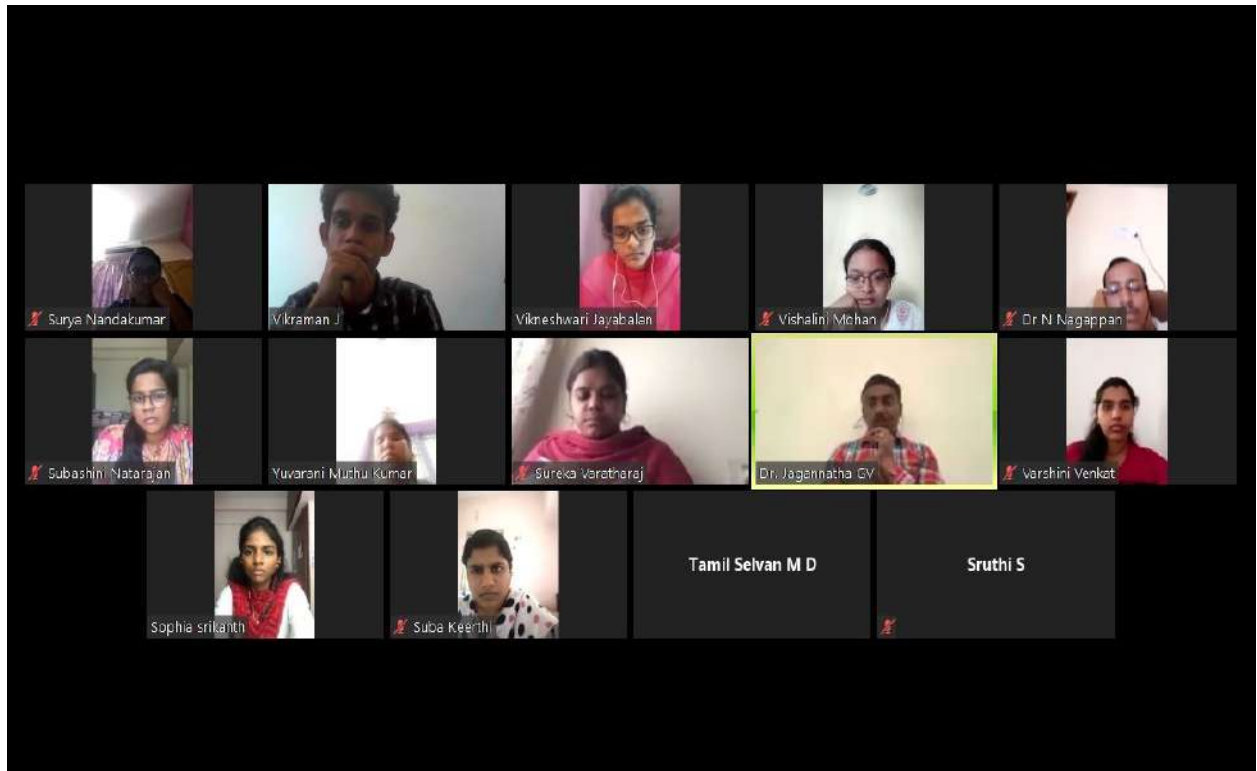 Surya Nandakumar
Vikraman J
Vikneshwari Jayabalan
Vishalini Mohan
Dr N Nagappan
Subashini Natarajan
Yuvarani Muthu Kumar
Sureka Varatharaj
Dr. Jagannatha GV
Varshini Venkat
Sophia srikanth
Suba Keerthi
Tamil Selvan M D
Sruthi S